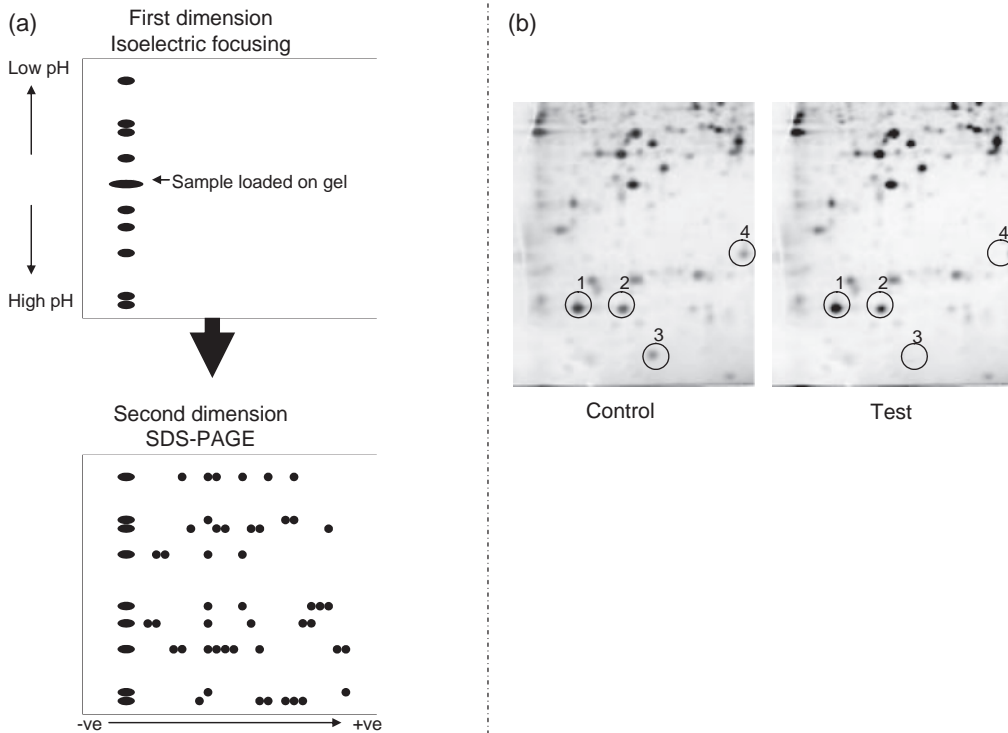 (a)
First dimension
Isoelectric focusing
Low pH
Sample loaded on gel
High pH
Second dimension
SDS-PAGE
-ve
+ve
(b)
4
1
2
3
Control
4
1
2
3
Test